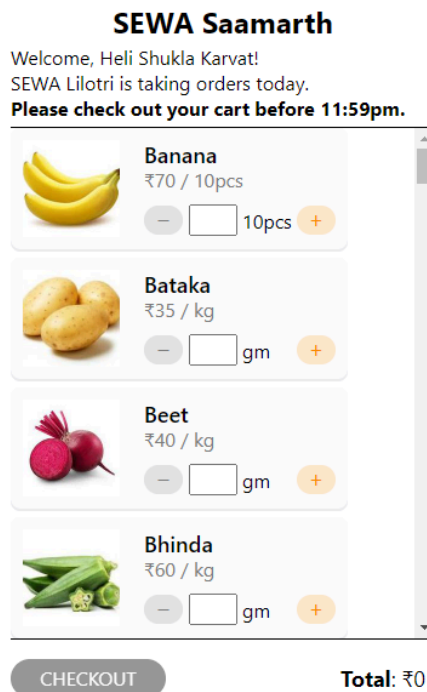 SEWA Saamarth
Welcome, Heli Shukla Karvat!
SEWA Lilotri is taking orders today.
Please check out your cart before 11:59pm.
Banana
₹70 / 10pcs
− 10pcs +
Bataka
₹35 / kg
− gm +
Beet
₹40 / kg
− gm +
Bhinda
₹60 / kg
− gm +
CHECKOUT Total: ₹0